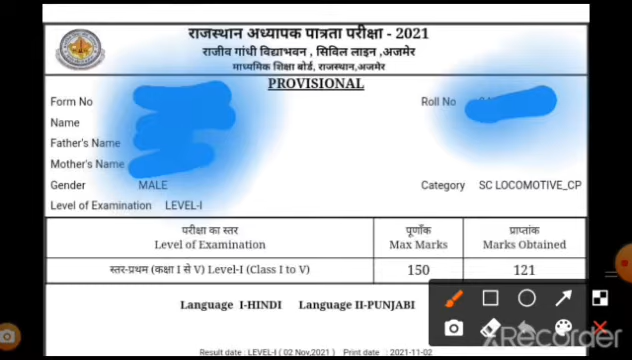 राजस्थान अध्यापक पात्रता परीक्षा - 2021
राजीव गांधी विद्याभवन , सिविल लाइन ,अजमेर
माध्यमिक शिक्षा बोर्ड, राजस्थान,अजमेर
PROVISIONAL
Form No Roll No
Name
Father's Name
Mother's Name
Gender MALE Category SC LOCOMOTIVE_CP
Level of Examination LEVEL-I
परीक्षा का स्तर पूर्णांक प्राप्तांक
Level of Examination Max Marks Marks Obtained
स्तर-प्रथम (कक्षा I से V) Level-I (Class I to V) 150 121
Language I-HINDI Language II-PUNJABI
Result date : LEVEL-I ( 02 Nov,2021 ) Print date : 2021-11-02
XRecorder